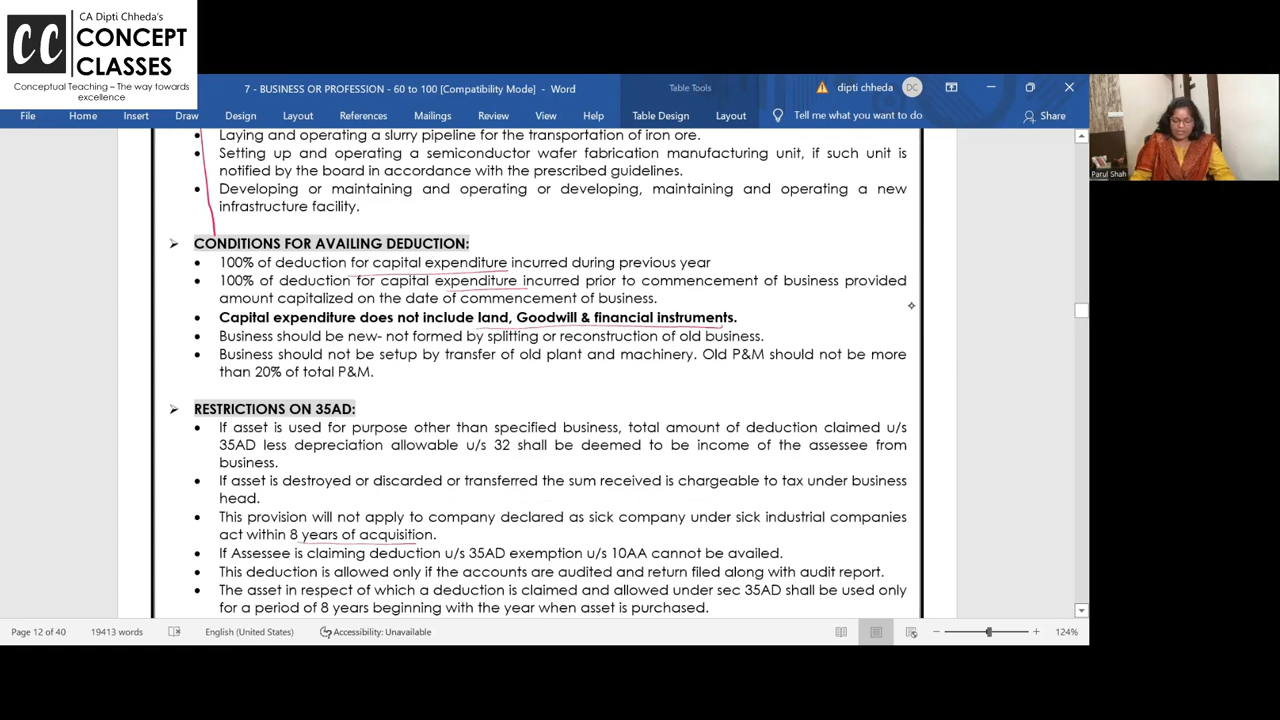 CA Dipti Chheda's
CC
CONCEPT
CLASSES
Conceptual Teaching – The way towards
excellence
7 - BUSINESS OR PROFESSION - 60 to 100 [Compatibility Mode] - Word
Table Tools
dipti chheda
DC
File Home Insert Draw Design Layout References Mailings Review View Help Table Design Layout Tell me what you want to do Share
• Laying and operating a slurry pipeline for the transportation of iron ore.
• Setting up and operating a semiconductor wafer fabrication manufacturing unit, if such unit is
notified by the board in accordance with the prescribed guidelines.
• Developing or maintaining and operating or developing, maintaining and operating a new
infrastructure facility.
➢ CONDITIONS FOR AVAILING DEDUCTION:
• 100% of deduction for capital expenditure incurred during previous year
• 100% of deduction for capital expenditure incurred prior to commencement of business provided
amount capitalized on the date of commencement of business.
• Capital expenditure does not include land, Goodwill & financial instruments.
• Business should be new- not formed by splitting or reconstruction of old business.
• Business should not be setup by transfer of old plant and machinery. Old P&M should not be more
than 20% of total P&M.
➢ RESTRICTIONS ON 35AD:
• If asset is used for purpose other than specified business, total amount of deduction claimed u/s
35AD less depreciation allowable u/s 32 shall be deemed to be income of the assessee from
business.
• If asset is destroyed or discarded or transferred the sum received is chargeable to tax under business
head.
• This provision will not apply to company declared as sick company under sick industrial companies
act within 8 years of acquisition.
• If Assessee is claiming deduction u/s 35AD exemption u/s 10AA cannot be availed.
• This deduction is allowed only if the accounts are audited and return filed along with audit report.
• The asset in respect of which a deduction is claimed and allowed under sec 35AD shall be used only
for a period of 8 years beginning with the year when asset is purchased.
Page 12 of 40 19413 words English (United States) Accessibility: Unavailable 124%
Parul Shah